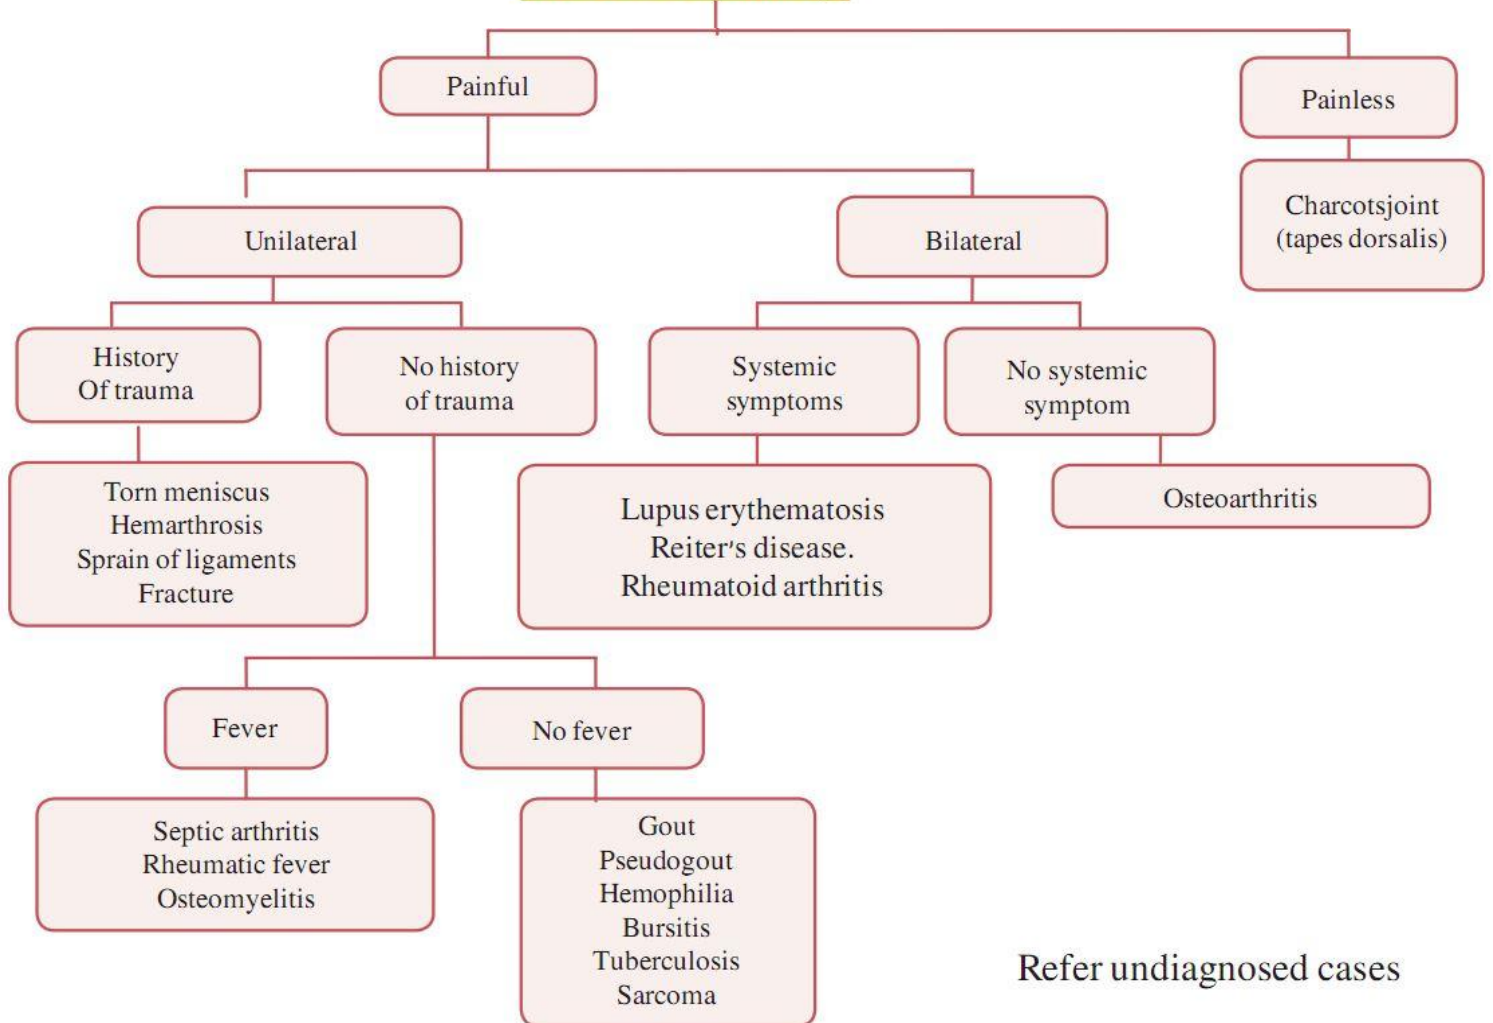 Painful
Painless
Charcotsjoint
(tapes dorsalis)
Unilateral
Bilateral
History
Of trauma
No history
of trauma
Systemic
symptoms
No systemic
symptom
Torn meniscus
Hemarthrosis
Sprain of ligaments
Fracture
Lupus erythematosis
Reiter's disease.
Rheumatoid arthritis
Osteoarthritis
Fever
No fever
Septic arthritis
Rheumatic fever
Osteomyelitis
Gout
Pseudogout
Hemophilia
Bursitis
Tuberculosis
Sarcoma
Refer undiagnosed cases